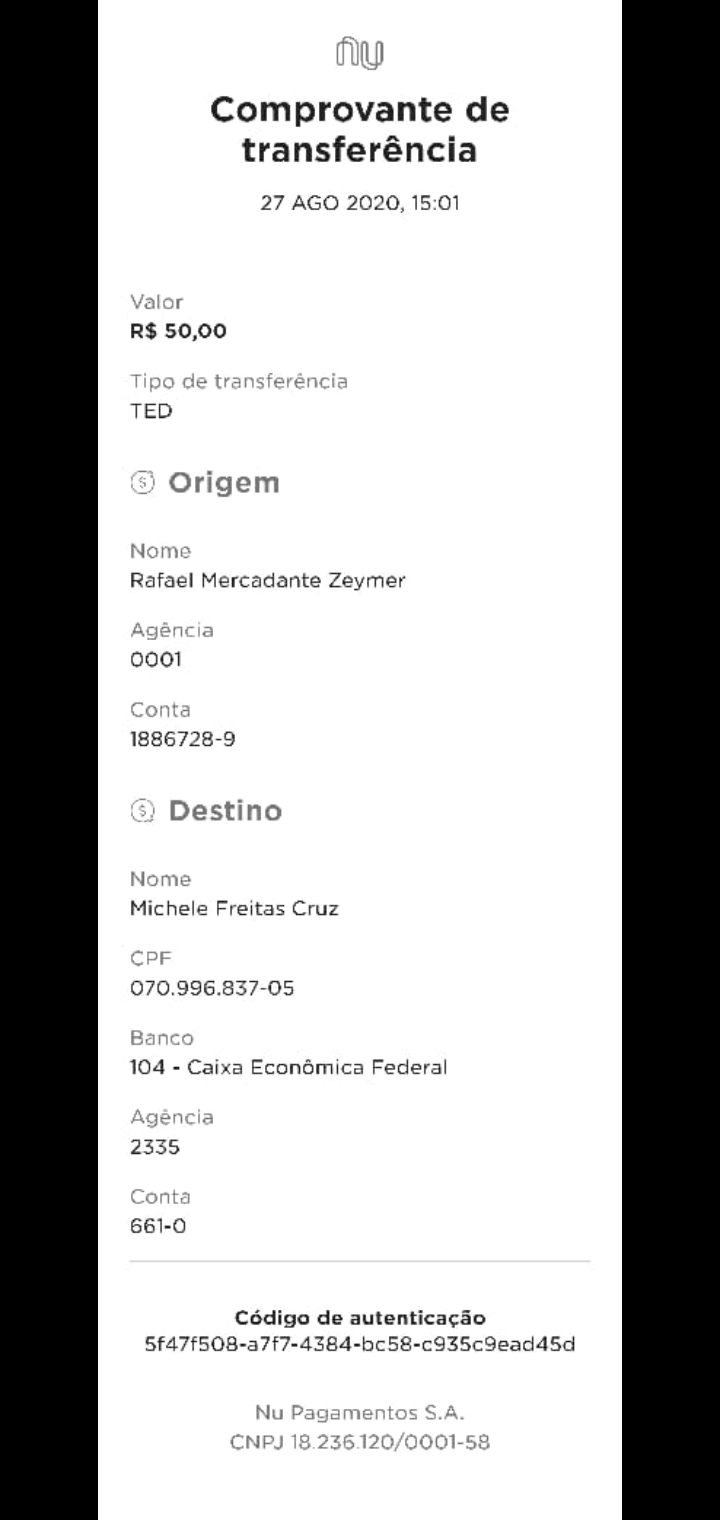 nu
Comprovante de
transferência
27 AGO 2020, 15:01
Valor
R$ 50,00
Tipo de transferência
TED
Origem
Nome
Rafael Mercadante Zeymer
Agência
0001
Conta
1886728-9
Destino
Nome
Michele Freitas Cruz
CPF
070.996.837-05
Banco
104 - Caixa Econômica Federal
Agência
2335
Conta
661-0
Código de autenticação
5f47f508-a7f7-4384-bc58-c935c9ead45d
Nu Pagamentos S.A.
CNPJ 18.236.120/0001-58